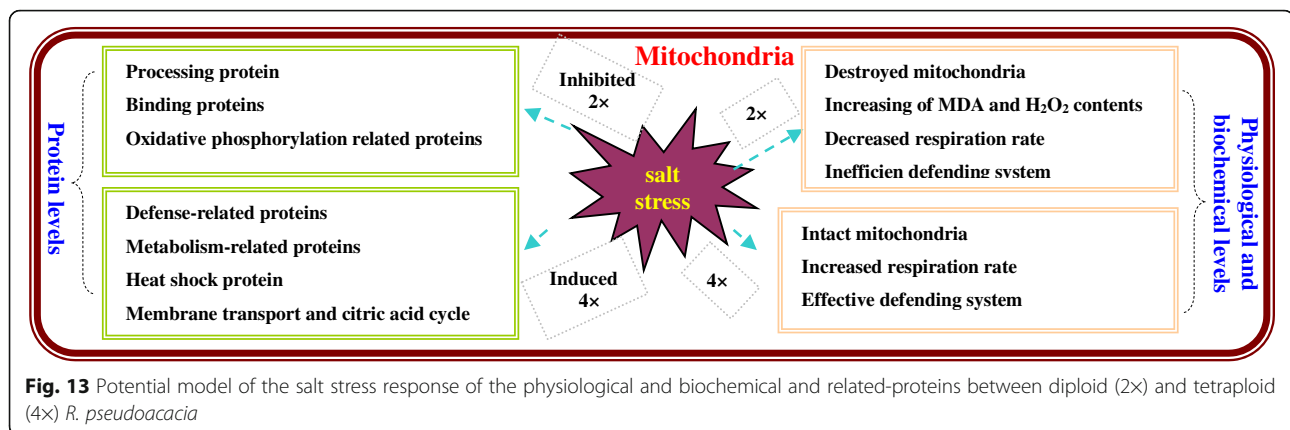 Mitochondria
Protein levels
Processing protein
Binding proteins
Oxidative phosphorylation related proteins
Defense-related proteins
Metabolism-related proteins
Heat shock protein
Membrane transport and citric acid cycle
Inhibited
2×
Induced
4×
salt
stress
2×
4×
Destroyed mitochondria
Increasing of MDA and H₂O₂ contents
Decreased respiration rate
Inefficien defending system
Intact mitochondria
Increased respiration rate
Effective defending system
Physiological and
biochemical levels
Fig. 13 Potential model of the salt stress response of the physiological and biochemical and related-proteins between diploid (2×) and tetraploid
(4×) R. pseudoacacia